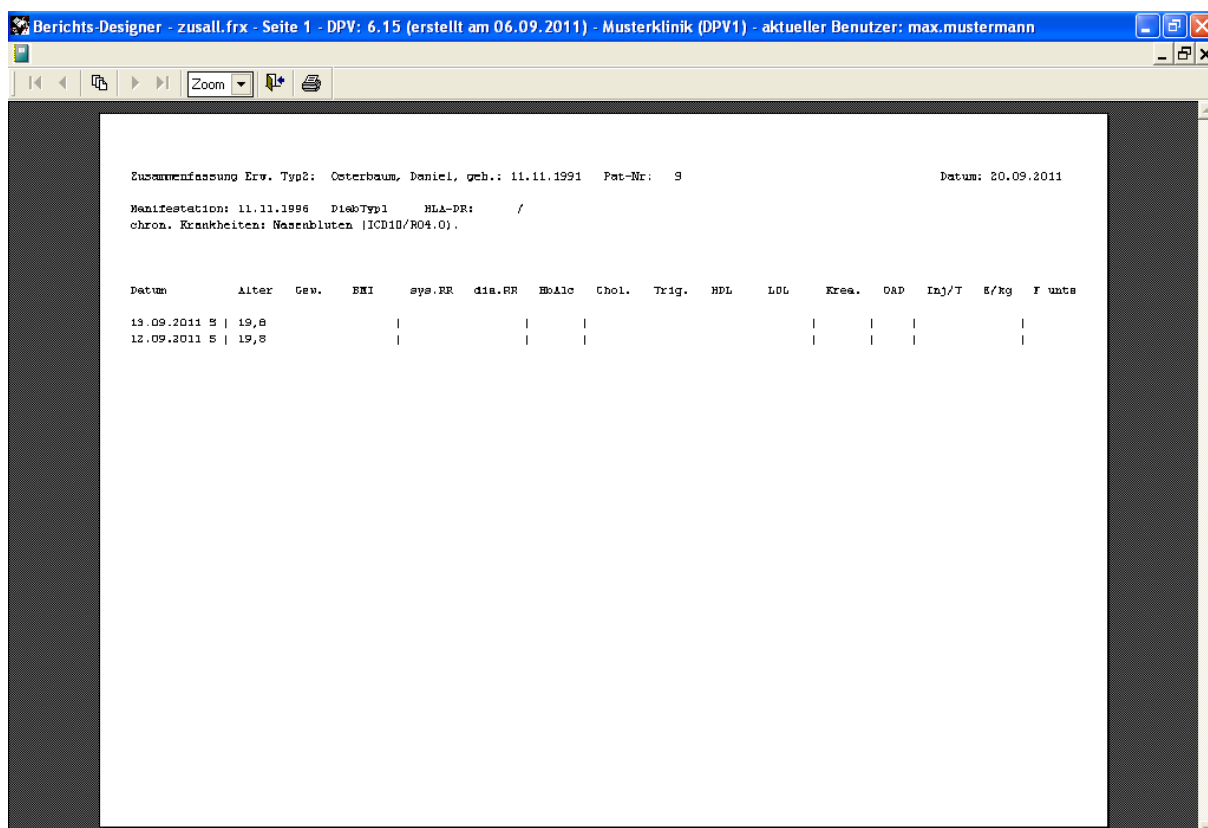 Berichts-Designer - zusall.frx - Seite 1 - DPV: 6.15 (erstellt am 06.09.2011) - Musterklinik (DPV1) - aktueller Benutzer: max.mustermann
Zoom
Zusammenfassung Erw. Typ2: Osterbaum, Daniel, geb.: 11.11.1991 Pat-Nr: 9 Datum: 20.09.2011
Manifestation: 11.11.1996 DiabTyp1 HLA-DR: /
chron. Krankheiten: Nasenbluten (ICD10/R04.0).
Datum Alter Gew. BMI sys.RR dia.RR HbA1c Chol. Trig. HDL LDL Krea. OAD Inj/T E/kg F unts
13.09.2011 S | 19,8 | | | | | | |
12.09.2011 S | 19,8 | | | | | | |